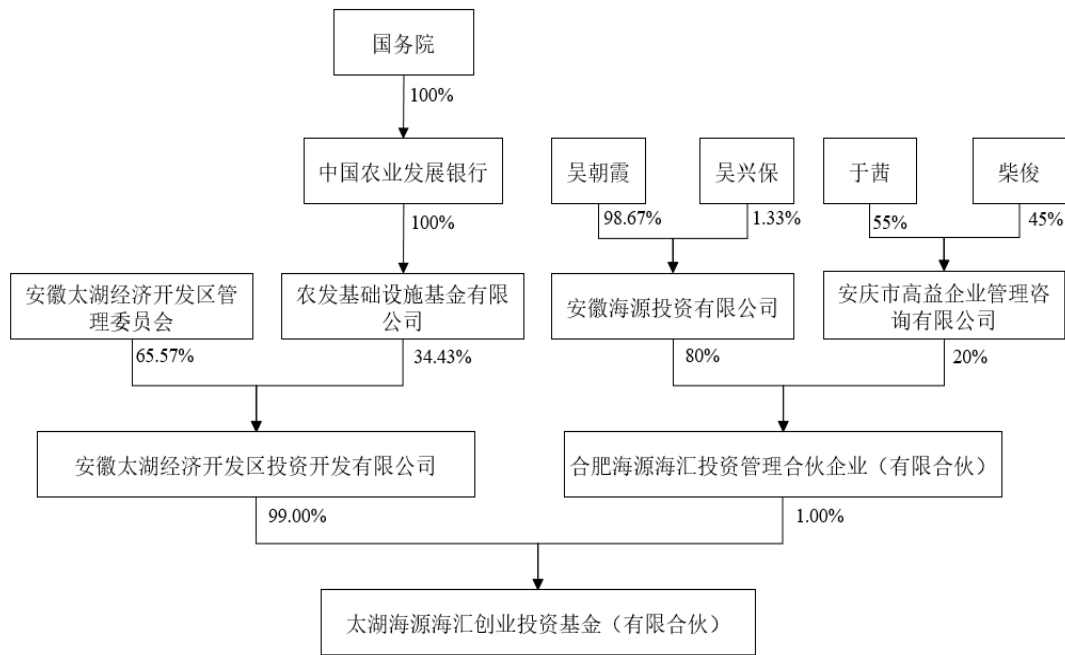 国务院
100%
中国农业发展银行
吴朝霞
吴兴保
于茜
柴俊
100%
98.67%
1.33%
55%
45%
安徽太湖经济开发区管
理委员会
农发基础设施基金有限
公司
安徽海源投资有限公司
安庆市高益企业管理咨
询有限公司
65.57%
34.43%
80%
20%
安徽太湖经济开发区投资开发有限公司
合肥海源海汇投资管理合伙企业（有限合伙）
99.00%
1.00%
太湖海源海汇创业投资基金（有限合伙）